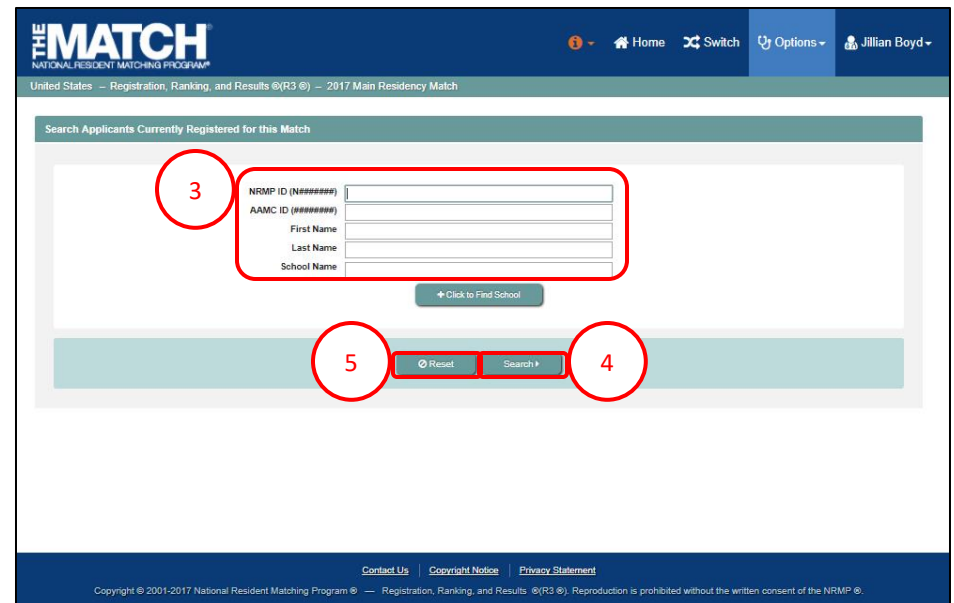 THE MATCH®
NATIONAL RESIDENT MATCHING PROGRAM®
Home Switch Options Jillian Boyd
United States – Registration, Ranking, and Results ®(R3 ®) – 2017 Main Residency Match
Search Applicants Currently Registered for this Match
3
NRMP ID (N#######)
AAMC ID (########)
First Name
Last Name
School Name
+ Click to Find School
5 Reset Search 4
Contact Us | Copyright Notice | Privacy Statement
Copyright © 2001-2017 National Resident Matching Program ® — Registration, Ranking, and Results ®(R3 ®). Reproduction is prohibited without the written consent of the NRMP ®.